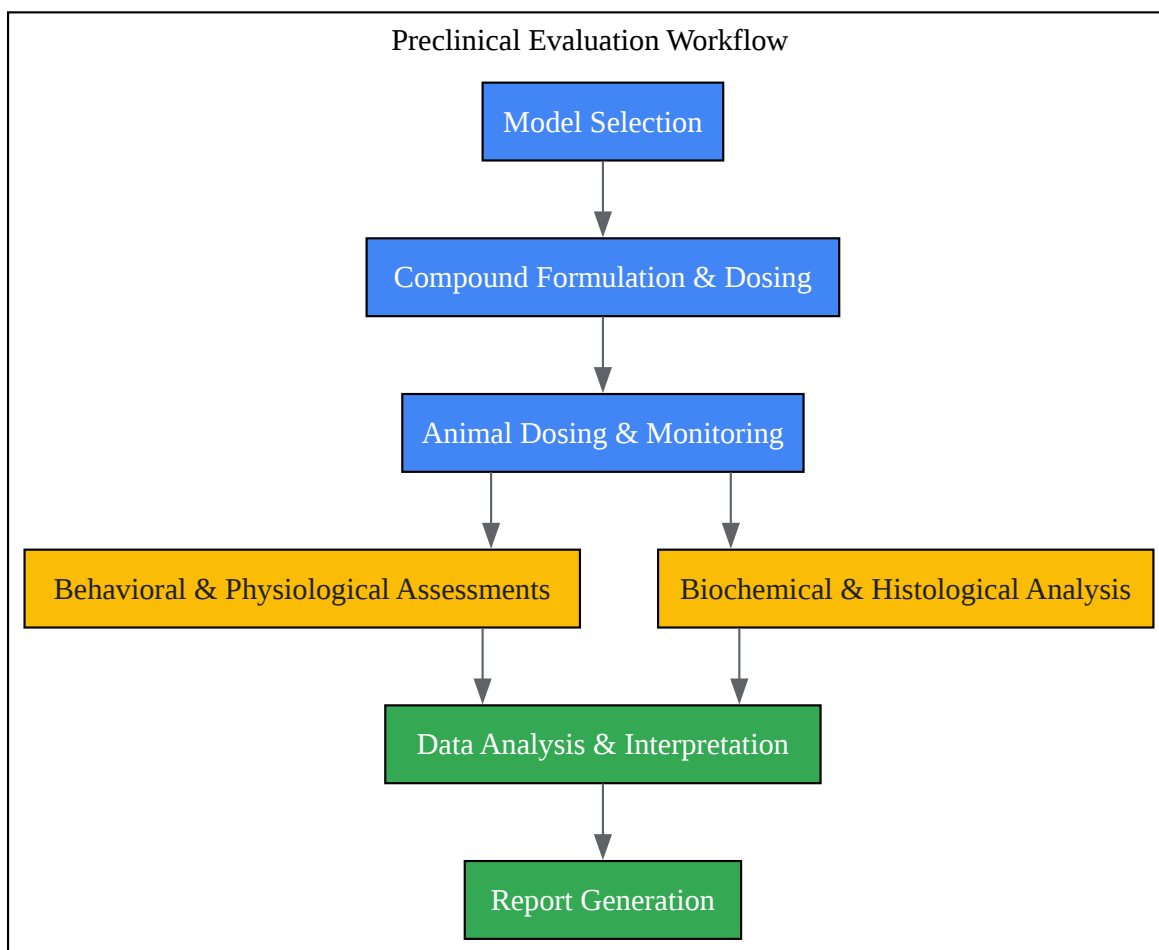 Preclinical Evaluation Workflow
Model Selection
Compound Formulation & Dosing
Animal Dosing & Monitoring
Behavioral & Physiological Assessments
Biochemical & Histological Analysis
Data Analysis & Interpretation
Report Generation